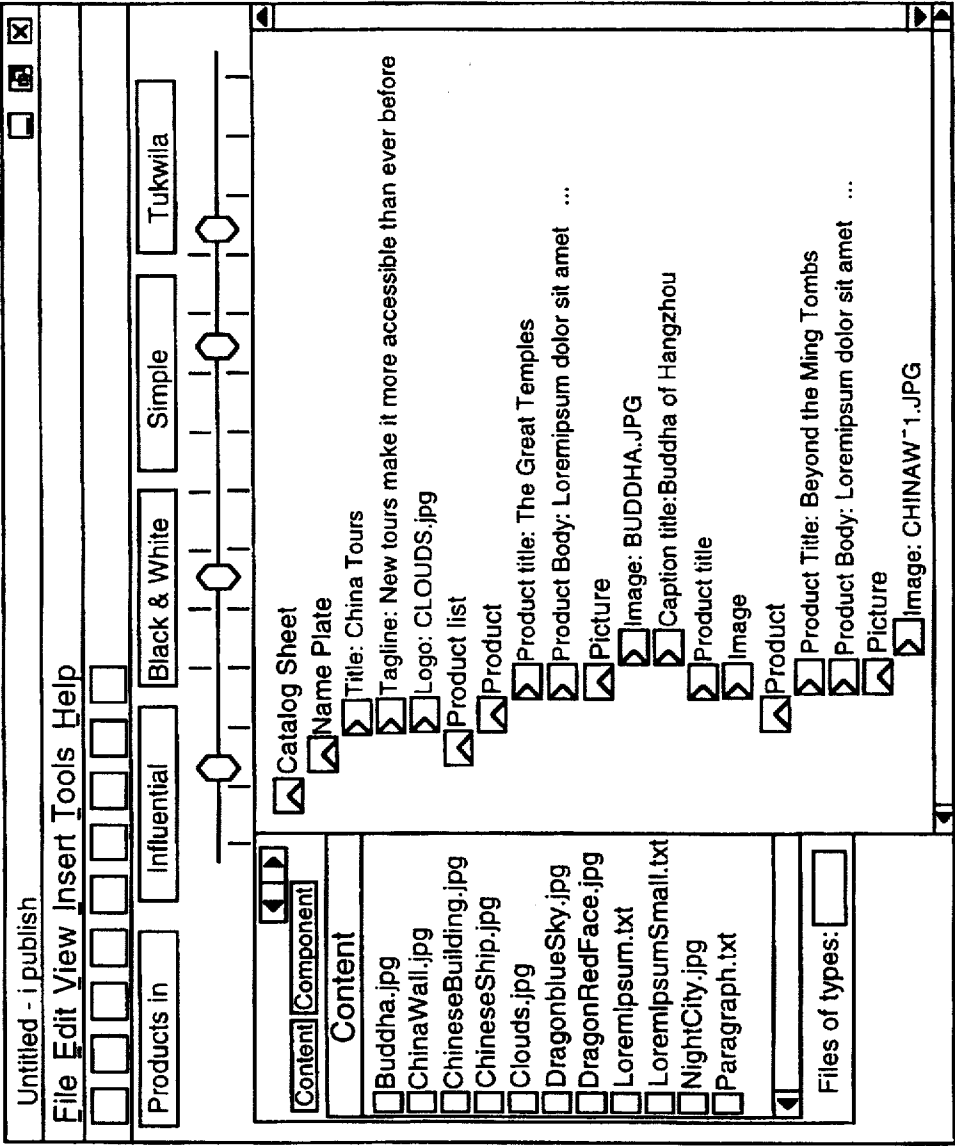 Untitled - i publish
File Edit View Insert Tools Help
Products in
Influential
Black & White
Simple
Tukwila
Content
Component
Content
Buddha.jpg
ChinaWall.jpg
ChineseBuilding.jpg
ChineseShip.jpg
Clouds.jpg
DragonblueSky.jpg
DragonRedFace.jpg
LoremIpsum.txt
LoremIpsumSmall.txt
NightCity.jpg
Paragraph.txt
Files of types:
Catalog Sheet
Name Plate
Title: China Tours
Tagline: New tours make it more accessible than ever before
Logo: CLOUDS.jpg
Product list
Product
Product title: The Great Temples
Product Body: Loremipsum dolor sit amet ...
Picture
Image: BUDDHA.JPG
Caption title:Buddha of Hangzhou
Product title
Image
Product
Product Title: Beyond the Ming Tombs
Product Body: Loremipsum dolor sit amet ...
Picture
Image: CHINAW~1.JPG